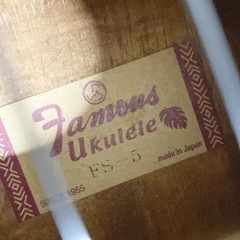 Famous
Ukulele
FS-5
made in Japan
SINCE 1955